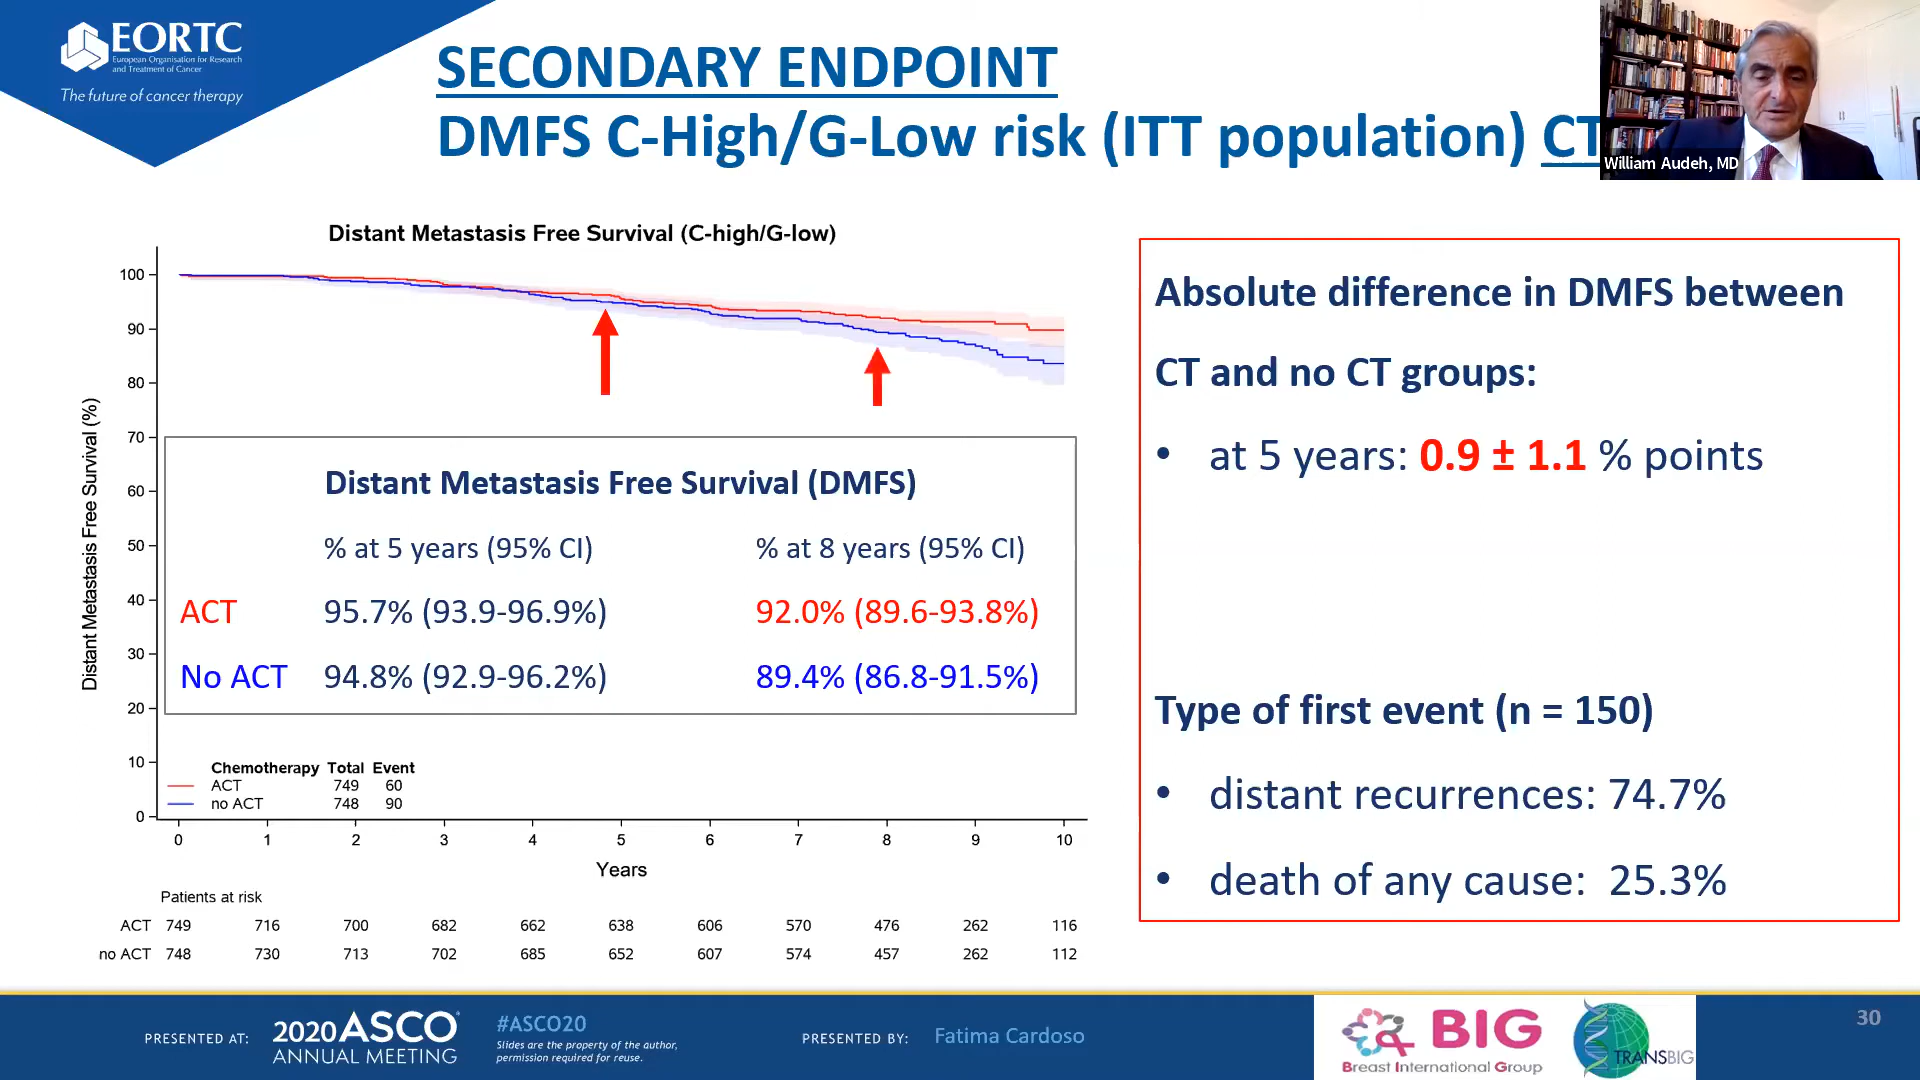 EORTC
European Organisation for Research
and Treatment of Cancer
The future of cancer therapy
SECONDARY ENDPOINT
DMFS C-High/G-Low risk (ITT population) CT
William Audeh, MD
Distant Metastasis Free Survival (C-high/G-low)
Distant Metastasis Free Survival (%)
100
90
80
70
60
50
40
30
20
10
0
Distant Metastasis Free Survival (DMFS)
% at 5 years (95% CI) % at 8 years (95% CI)
ACT 95.7% (93.9-96.9%) 92.0% (89.6-93.8%)
No ACT 94.8% (92.9-96.2%) 89.4% (86.8-91.5%)
Chemotherapy Total Event
ACT 749 60
no ACT 748 90
0 1 2 3 4 5 6 7 8 9 10
Years
Patients at risk
ACT 749 716 700 682 662 638 606 570 476 262 116
no ACT 748 730 713 702 685 652 607 574 457 262 112
Absolute difference in DMFS between
CT and no CT groups:
• at 5 years: 0.9 ± 1.1 % points
Type of first event (n = 150)
• distant recurrences: 74.7%
• death of any cause: 25.3%
PRESENTED AT:
2020 ASCO
ANNUAL MEETING
#ASCO20
Slides are the property of the author,
permission required for reuse.
PRESENTED BY: Fatima Cardoso
BIG
Breast International Group
TRANSBIG
30